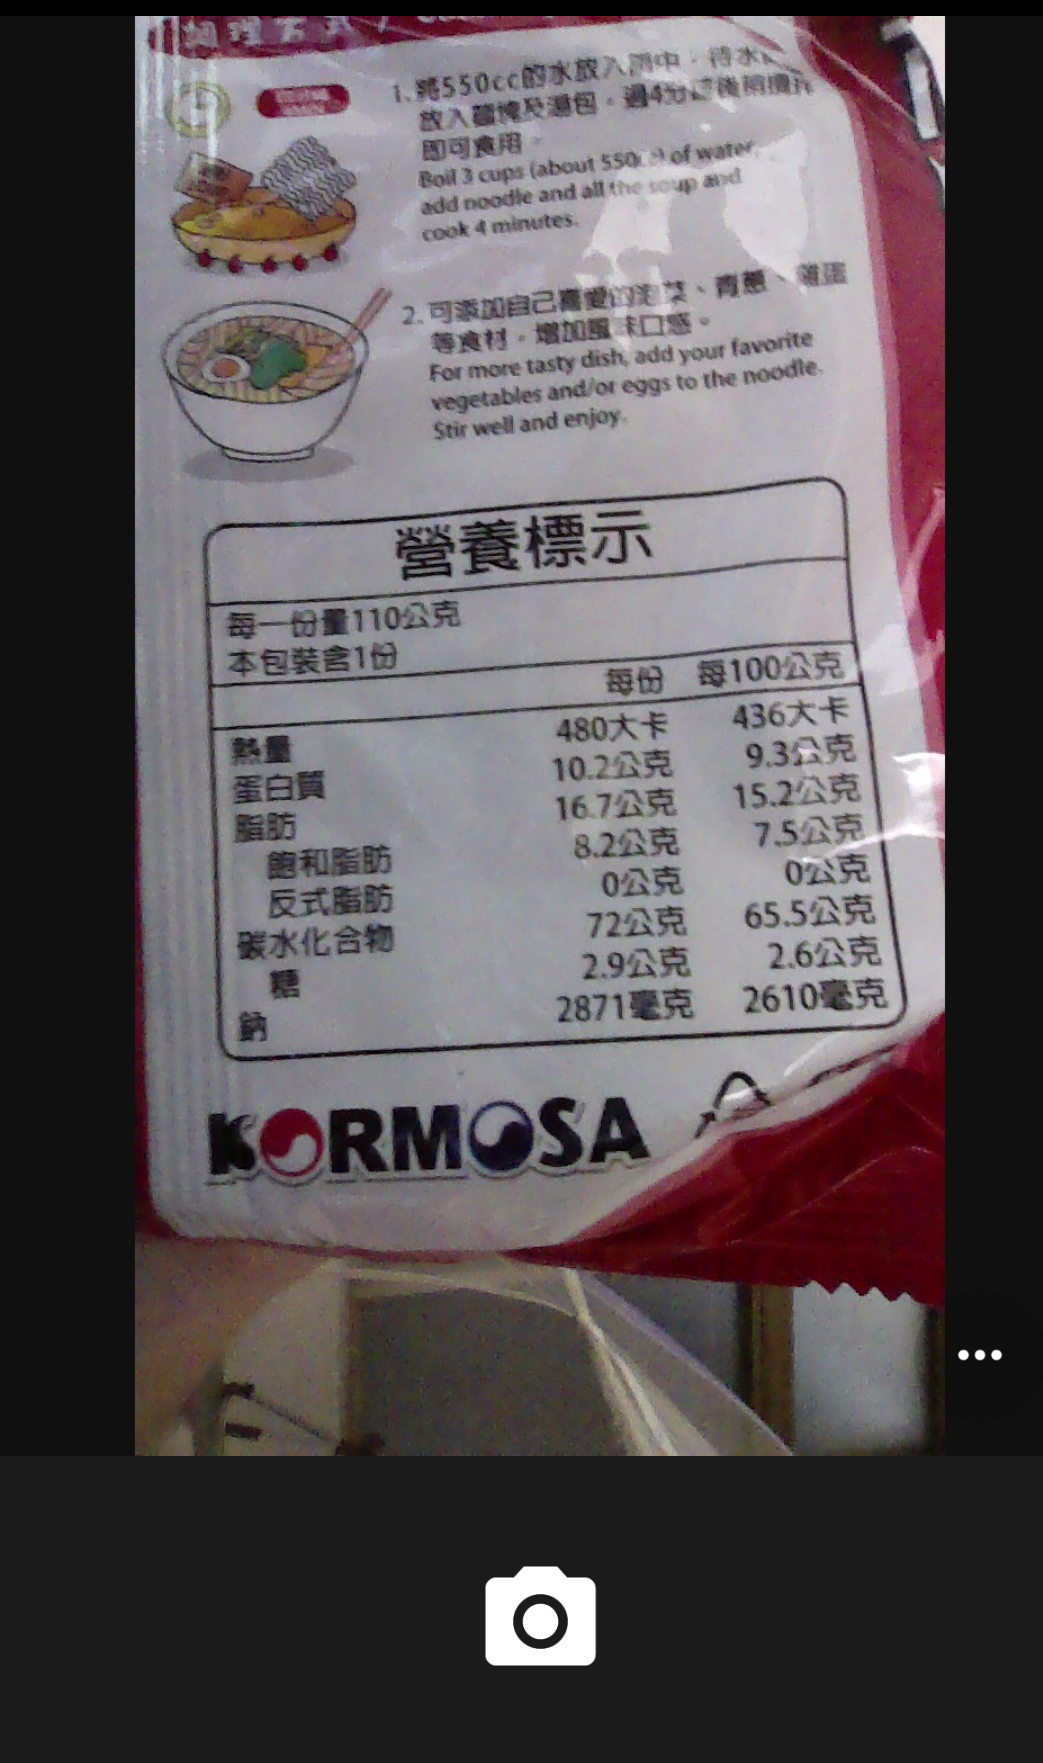 調理方式 /
1. 將550cc的水放入鍋中，待水
放入麵塊及湯包，過4分鐘後稍攪拌
即可食用。
Boil 3 cups (about 550cc) of water,
add noodle and all the soup and
cook 4 minutes.
2. 可添加自己喜愛的泡菜、青蔥、雞蛋
等食材，增加風味口感。
For more tasty dish, add your favorite
vegetables and/or eggs to the noodle.
Stir well and enjoy.
營養標示
每一份量110公克
本包裝含1份
每份 每100公克
熱量 480大卡 436大卡
蛋白質 10.2公克 9.3公克
脂肪 16.7公克 15.2公克
飽和脂肪 8.2公克 7.5公克
反式脂肪 0公克 0公克
碳水化合物 72公克 65.5公克
糖 2.9公克 2.6公克
鈉 2871毫克 2610毫克
KORMOSA